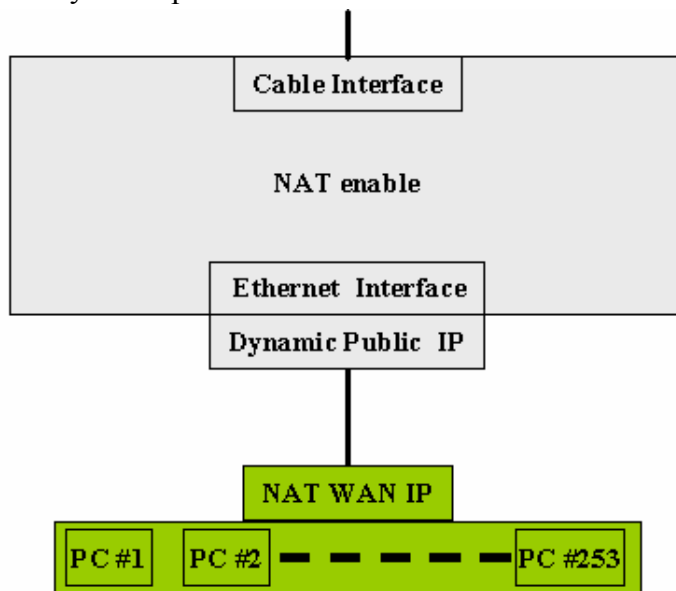 Cable Interface
NAT enable
Ethernet Interface
Dynamic Public IP
NAT WAN IP
PC #1 PC #2 PC #253